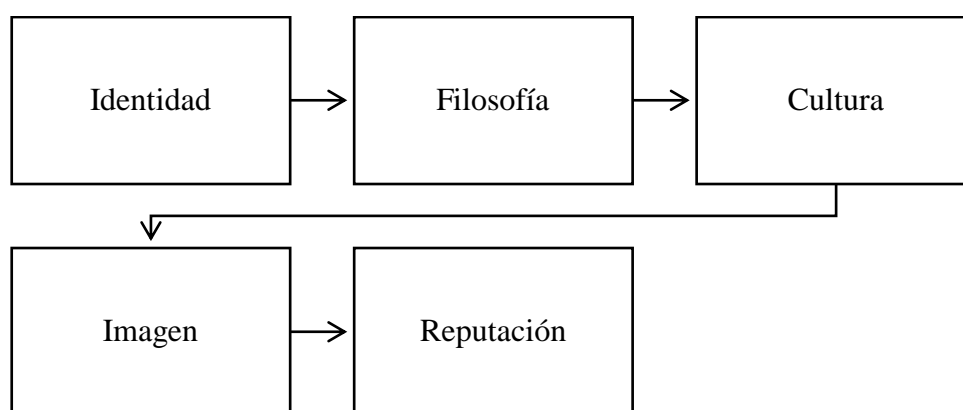 Identidad
Filosofía
Cultura
Imagen
Reputación